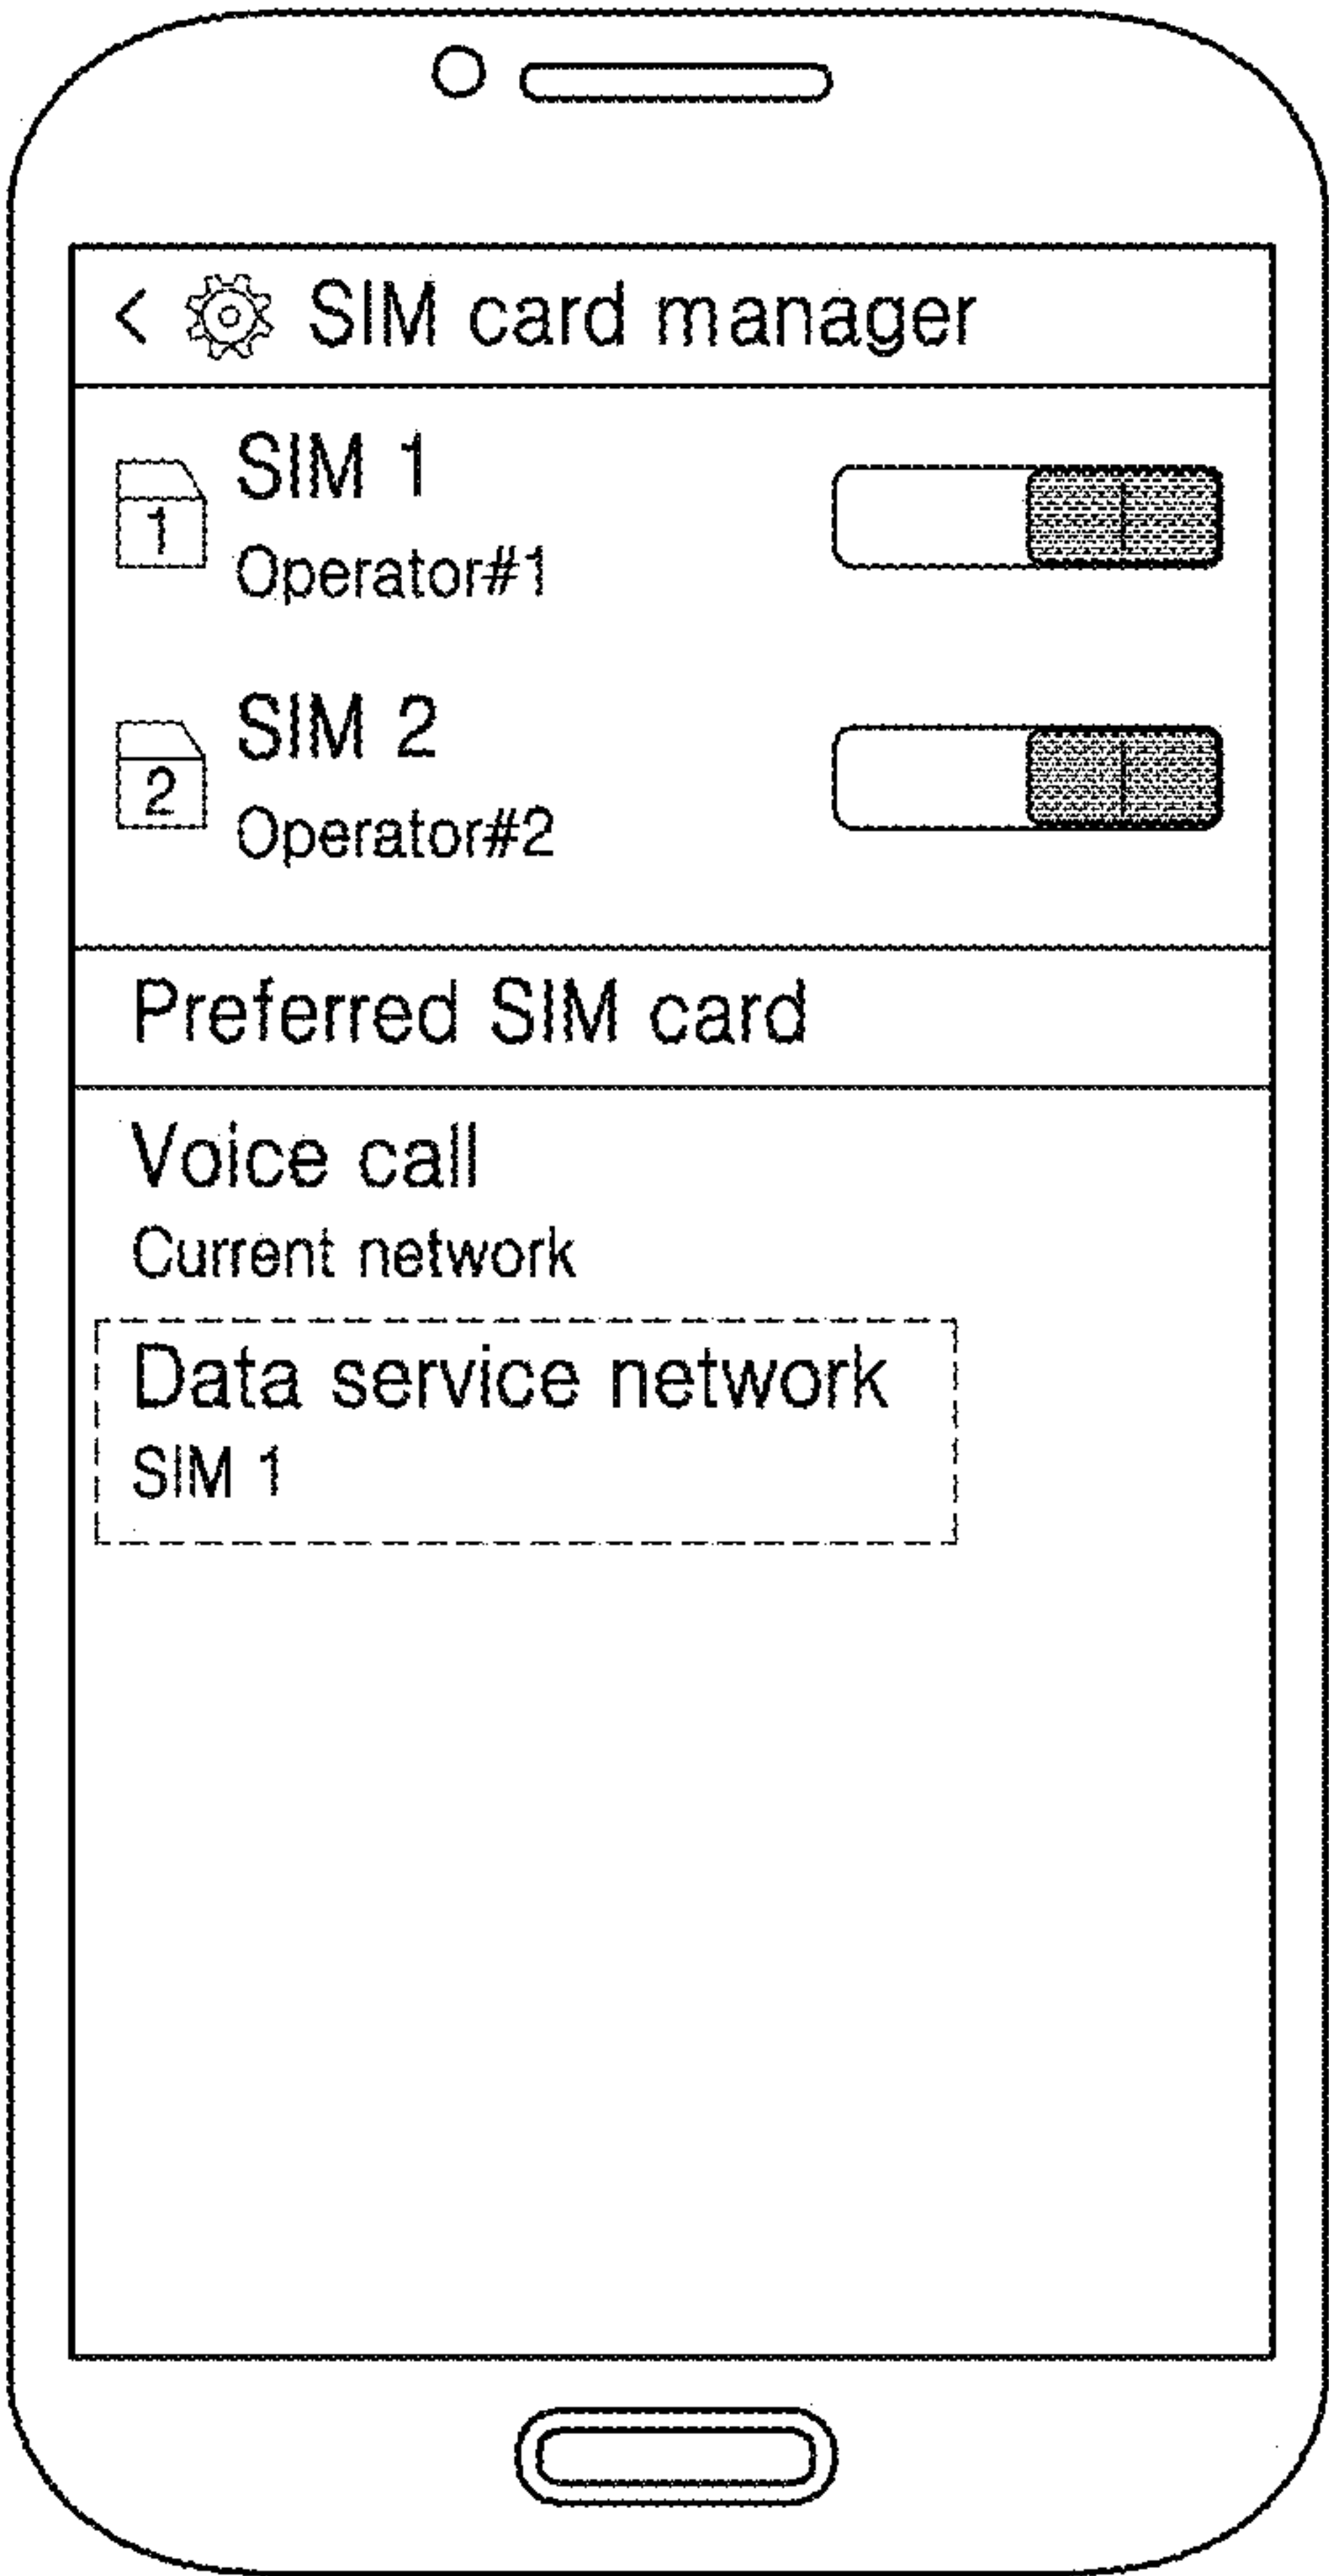 < SIM card manager
SIM 1
1
Operator#1
SIM 2
2
Operator#2
Preferred SIM card
Voice call
Current network
Data service network
SIM 1